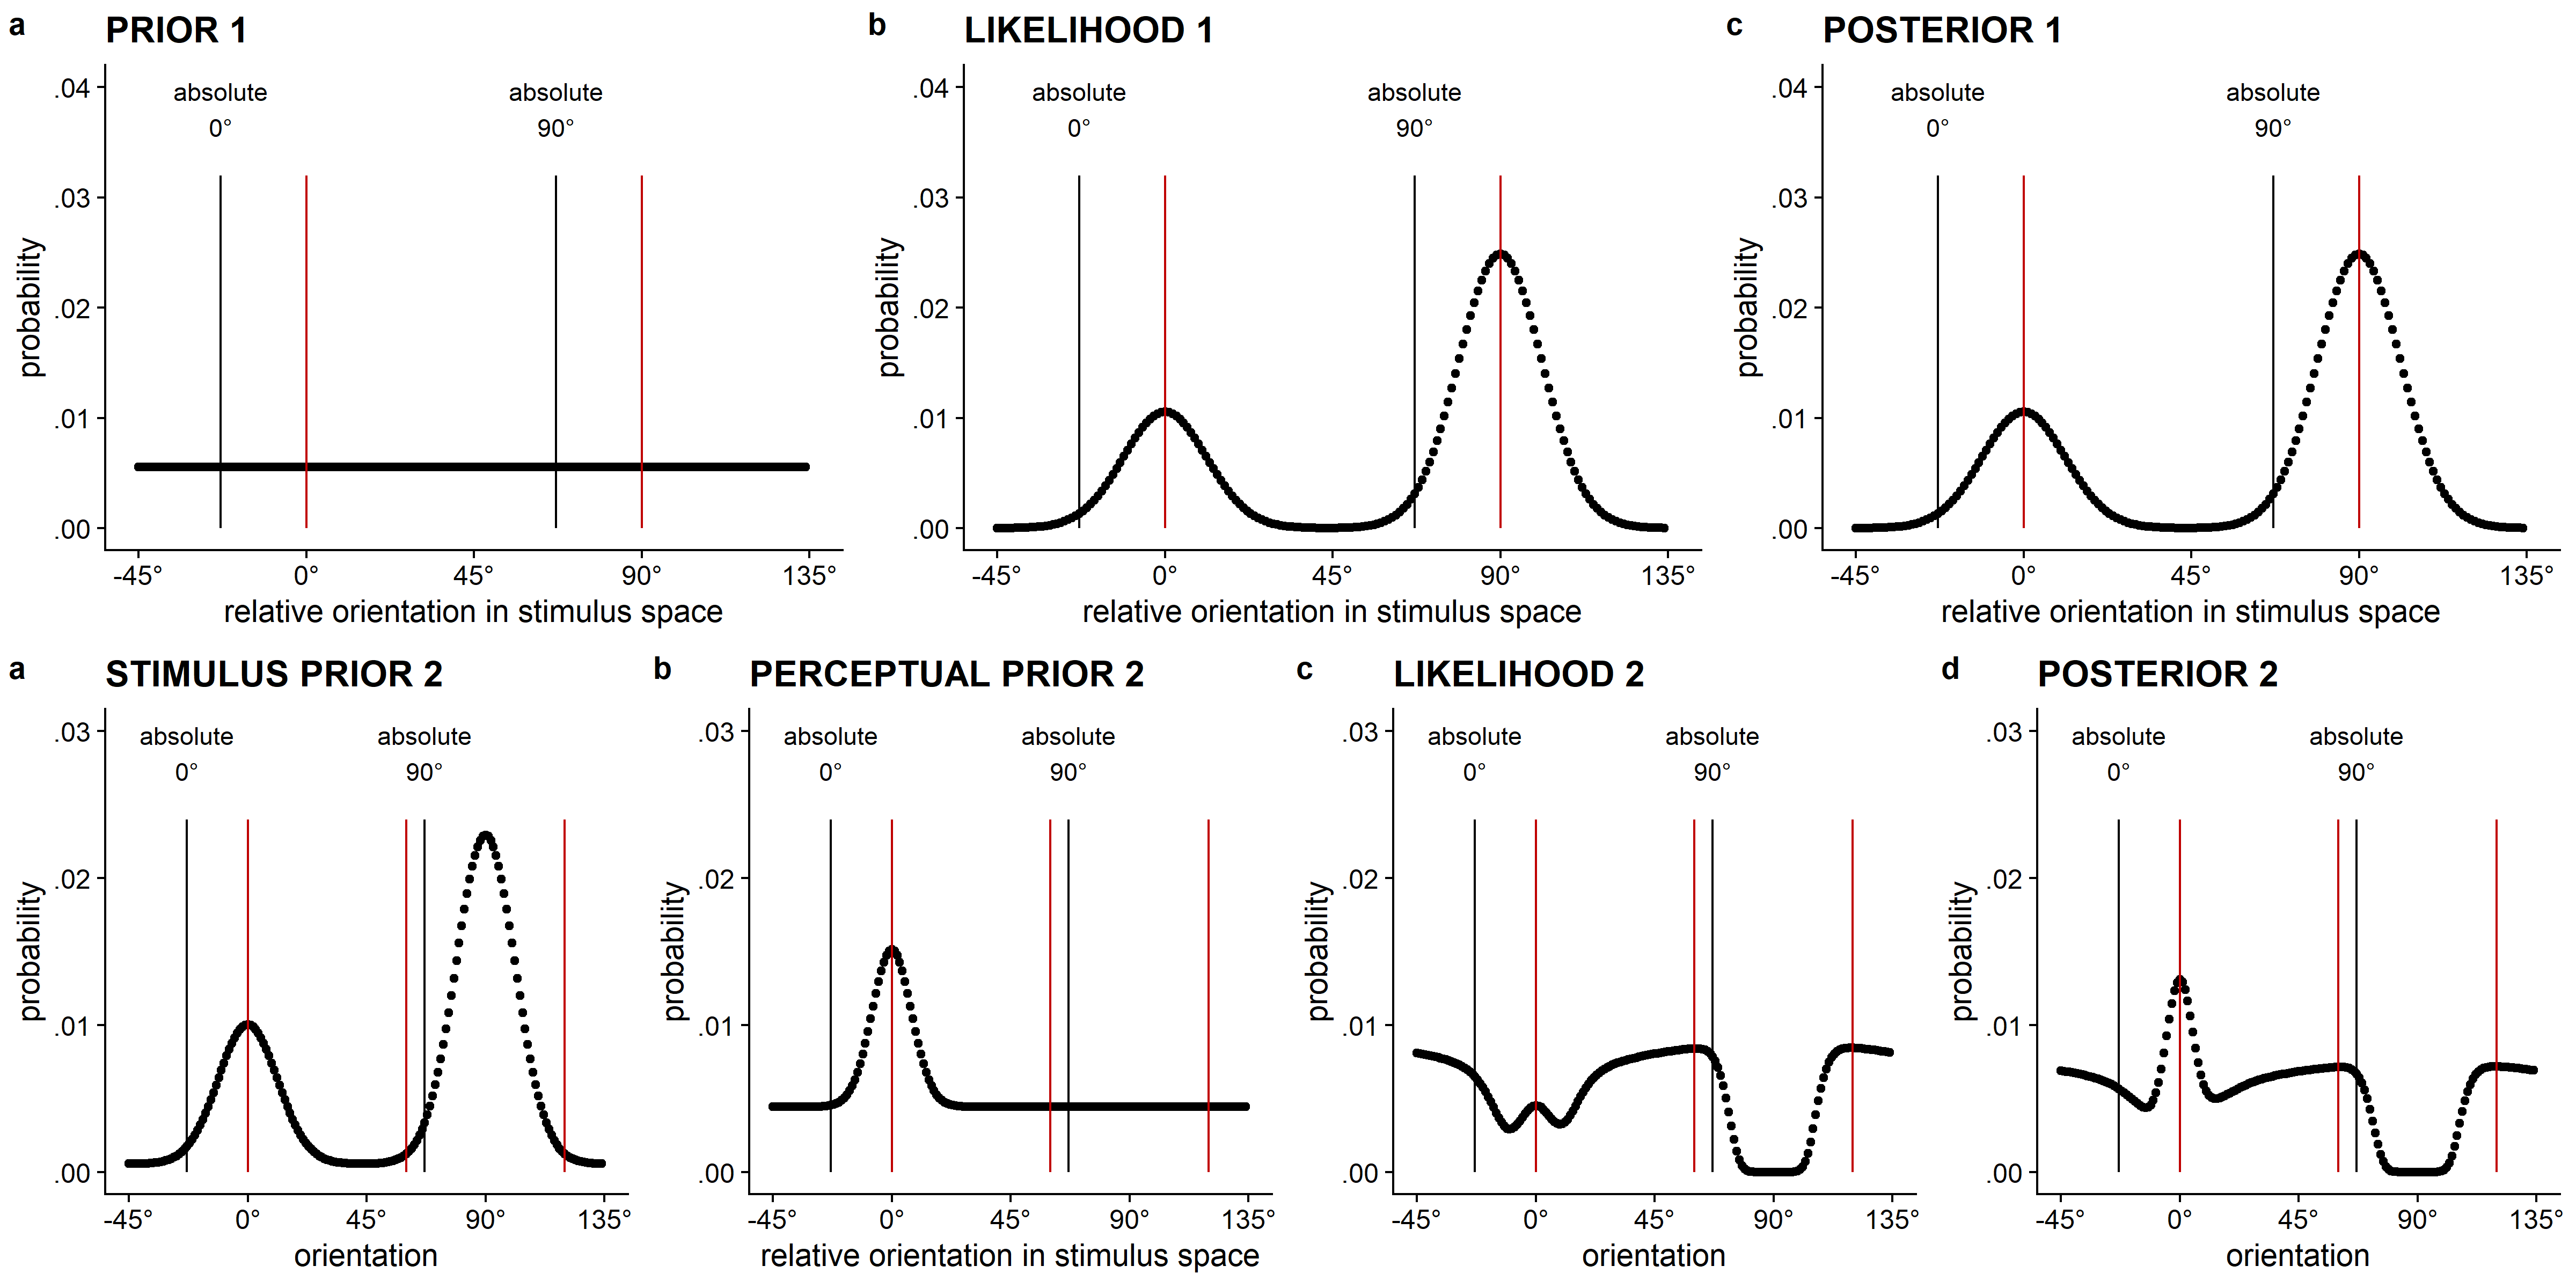 a PRIOR 1
.04
.03
.02
.01
.00
absolute
0°
absolute
90°
probability
-45° 0° 45° 90° 135°
relative orientation in stimulus space
b LIKELIHOOD 1
.04
.03
.02
.01
.00
absolute
0°
absolute
90°
probability
-45° 0° 45° 90° 135°
relative orientation in stimulus space
c POSTERIOR 1
.04
.03
.02
.01
.00
absolute
0°
absolute
90°
probability
-45° 0° 45° 90° 135°
relative orientation in stimulus space
a STIMULUS PRIOR 2
.03
.02
.01
.00
absolute
0°
absolute
90°
probability
-45° 0° 45° 90° 135°
orientation
b PERCEPTUAL PRIOR 2
.03
.02
.01
.00
absolute
0°
absolute
90°
probability
-45° 0° 45° 90° 135°
relative orientation in stimulus space
c LIKELIHOOD 2
.03
.02
.01
.00
absolute
0°
absolute
90°
probability
-45° 0° 45° 90° 135°
orientation
d POSTERIOR 2
.03
.02
.01
.00
absolute
0°
absolute
90°
probability
-45° 0° 45° 90° 135°
orientation